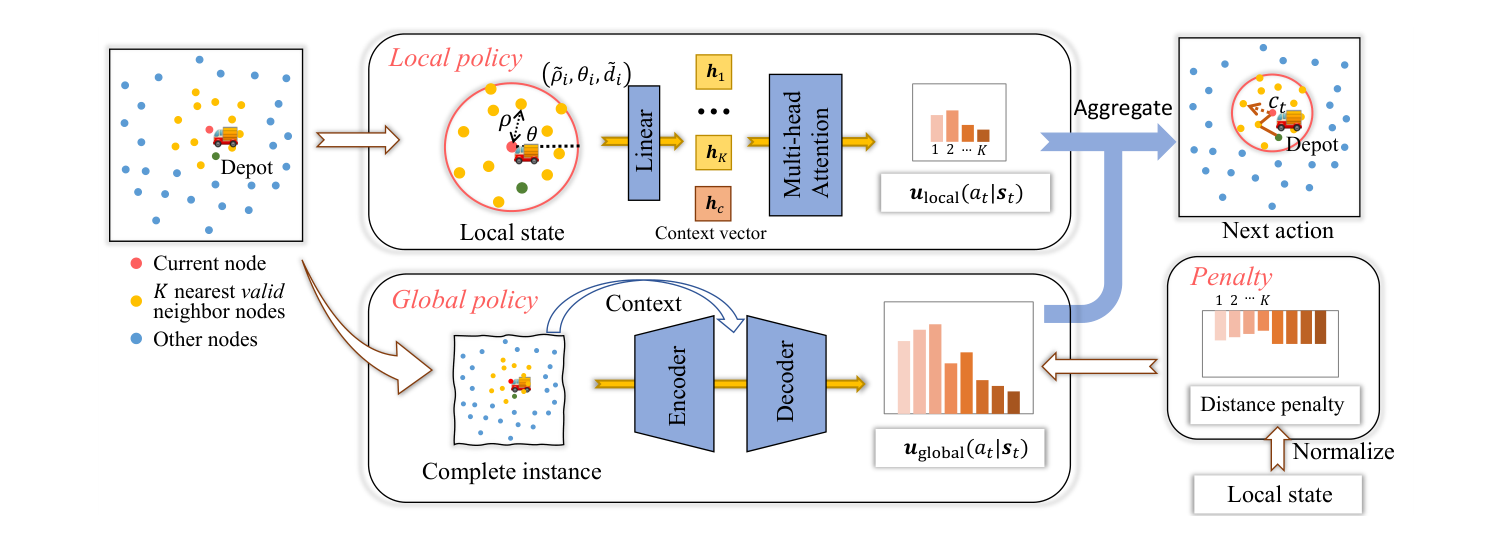 Depot
Current node
K nearest valid
neighbor nodes
Other nodes
Local policy
(ρ̃ᵢ, θᵢ, d̃ᵢ)
ρ
θ
Local state
Linear
h₁
•••
h_K
h_c
Context vector
Multi-head
Attention
1 2 ··· K
u_local(a_t|s_t)
Global policy
Context
Complete instance
Encoder
Decoder
u_global(a_t|s_t)
Aggregate
c_t
Depot
Next action
Penalty
1 2 ··· K
Distance penalty
Normalize
Local state